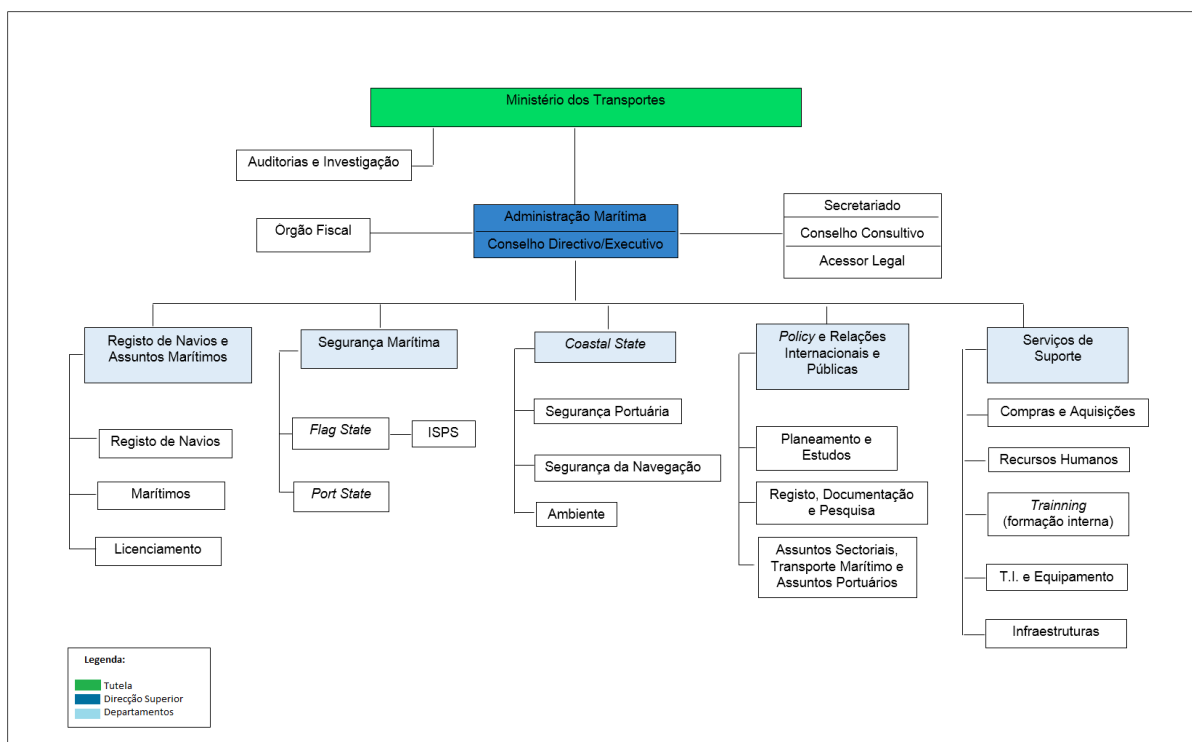 Ministério dos Transportes
Auditorias e Investigação
Administração Marítima
Conselho Directivo/Executivo
Órgão Fiscal
Secretariado
Conselho Consultivo
Acessor Legal
Registo de Navios e
Assuntos Marítimos
Registo de Navios
Marítimos
Licenciamento
Segurança Marítima
Flag State
ISPS
Port State
Coastal State
Segurança Portuária
Segurança da Navegação
Ambiente
Policy e Relações
Internacionais e
Públicas
Planeamento e
Estudos
Registo, Documentação
e Pesquisa
Assuntos Sectoriais,
Transporte Marítimo e
Assuntos Portuários
Serviços de
Suporte
Compras e Aquisições
Recursos Humanos
Trainning
(formação interna)
T.I. e Equipamento
Infraestruturas
Legenda:
Tutela
Direcção Superior
Departamentos